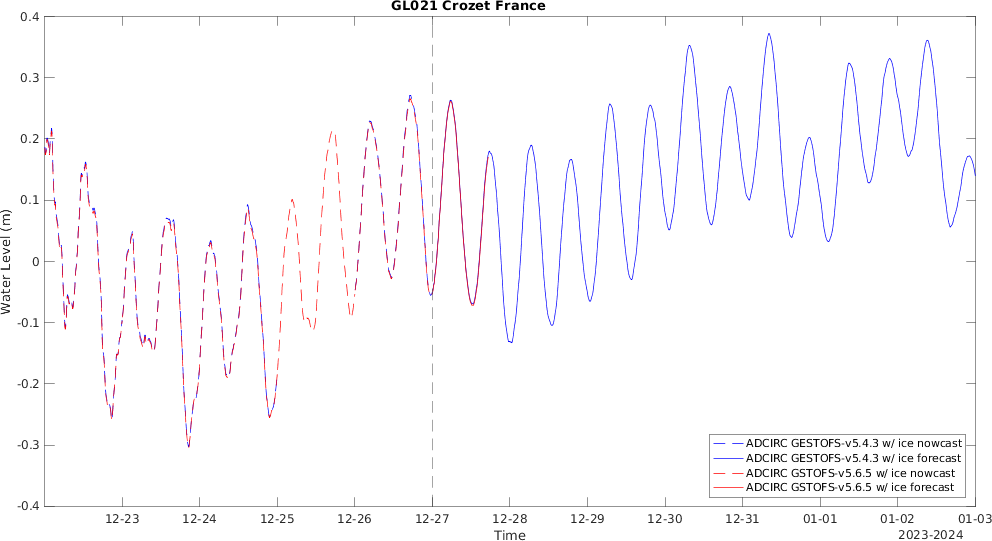 GL021 Crozet France
0.4
0.3
0.2
0.1
0
-0.1
-0.2
-0.3
-0.4
Water Level (m)
ADCIRC GESTOFS-v5.4.3 w/ ice nowcast
ADCIRC GESTOFS-v5.4.3 w/ ice forecast
ADCIRC GSTOFS-v5.6.5 w/ ice nowcast
ADCIRC GSTOFS-v5.6.5 w/ ice forecast
12-23 12-24 12-25 12-26 12-27 12-28 12-29 12-30 12-31 01-01 01-02 01-03
Time
2023-2024